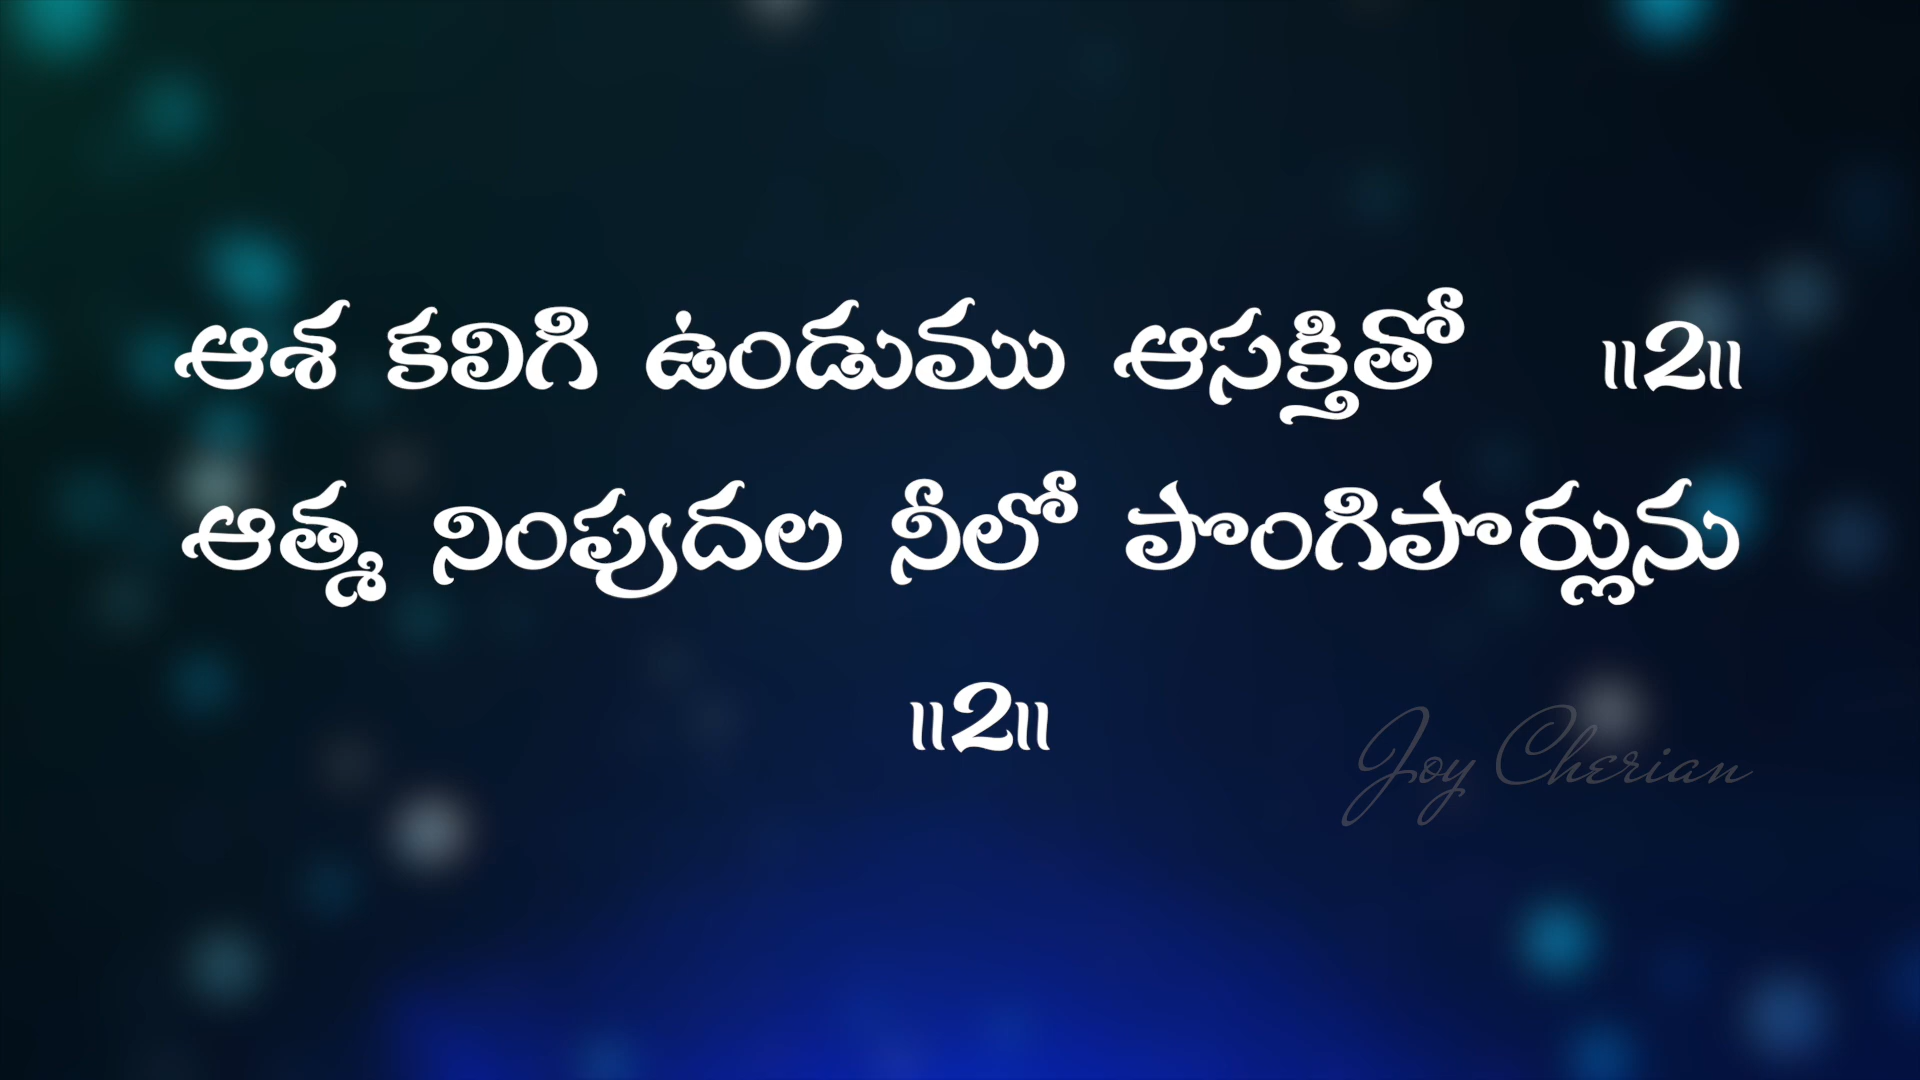 ఆశ కలిగి ఉండుము ఆసక్తితో ॥2॥
ఆత్మ నింపుదల నీలో పొంగిపొర్లును
॥2॥
Joy Cherian